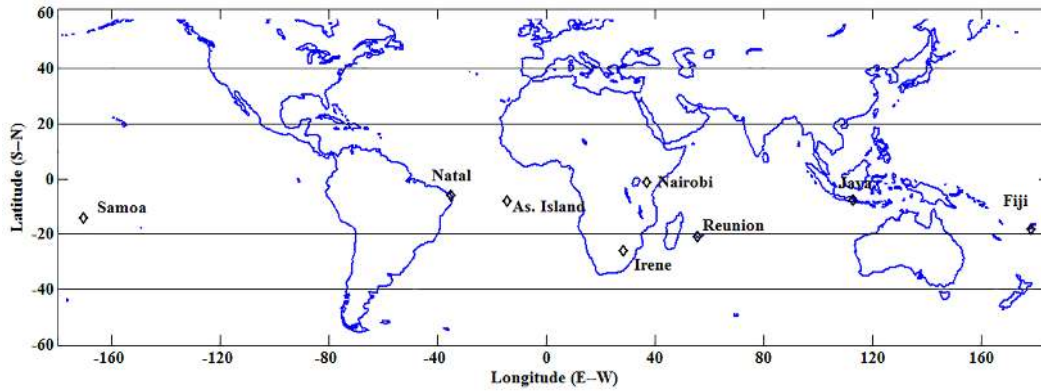 60
40
20
0
-20
-40
-60
Latitude (S--N)
Samoa
Natal
As. Island
Nairobi
Java
Fiji
Reunion
Irene
-160
-120
-80
-40
0
40
80
120
160
Longitude (E--W)